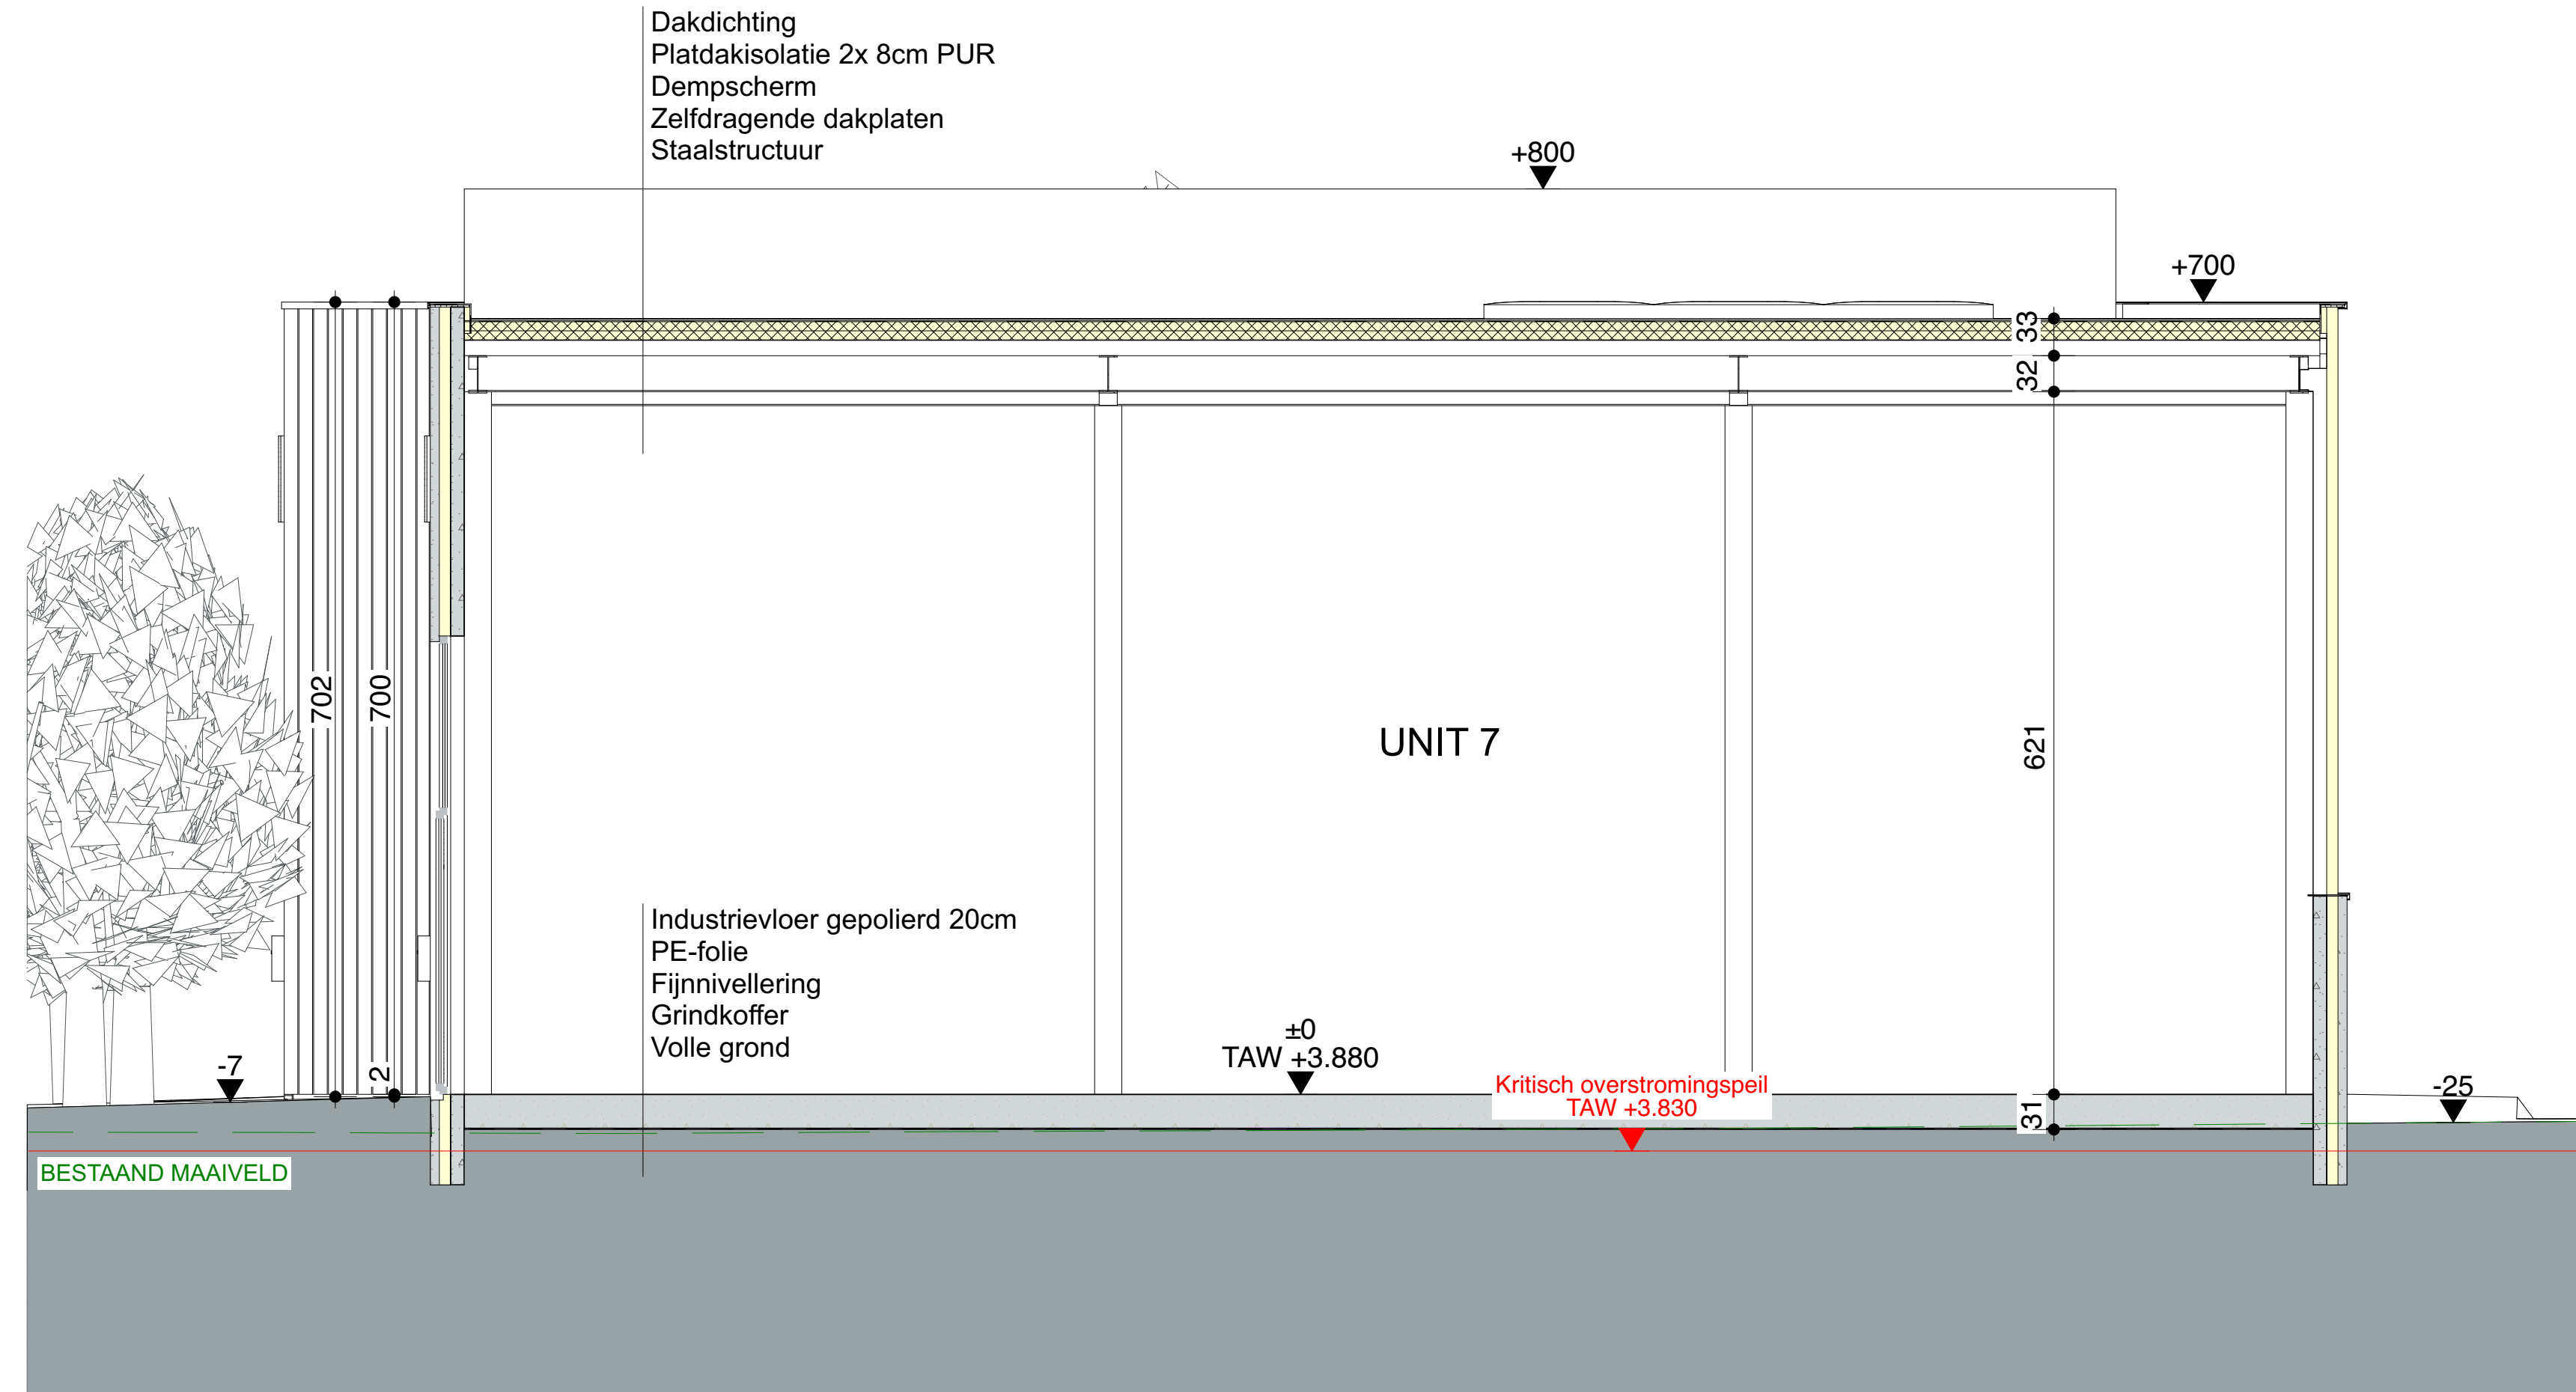 Dakdichting
Platdakisolatie 2x 8cm PUR
Dempscherm
Zelfdragende dakplaten
Staalstructuur
+800
+700
33
32
702
700
UNIT 7
621
Industrievloer gepolierd 20cm
PE-folie
Fijnnivellering
Grindkoffer
Volle grond
-7
2
±0
TAW +3.880
Kritisch overstromingspeil
TAW +3.830
31
-25
BESTAAND MAAIVELD